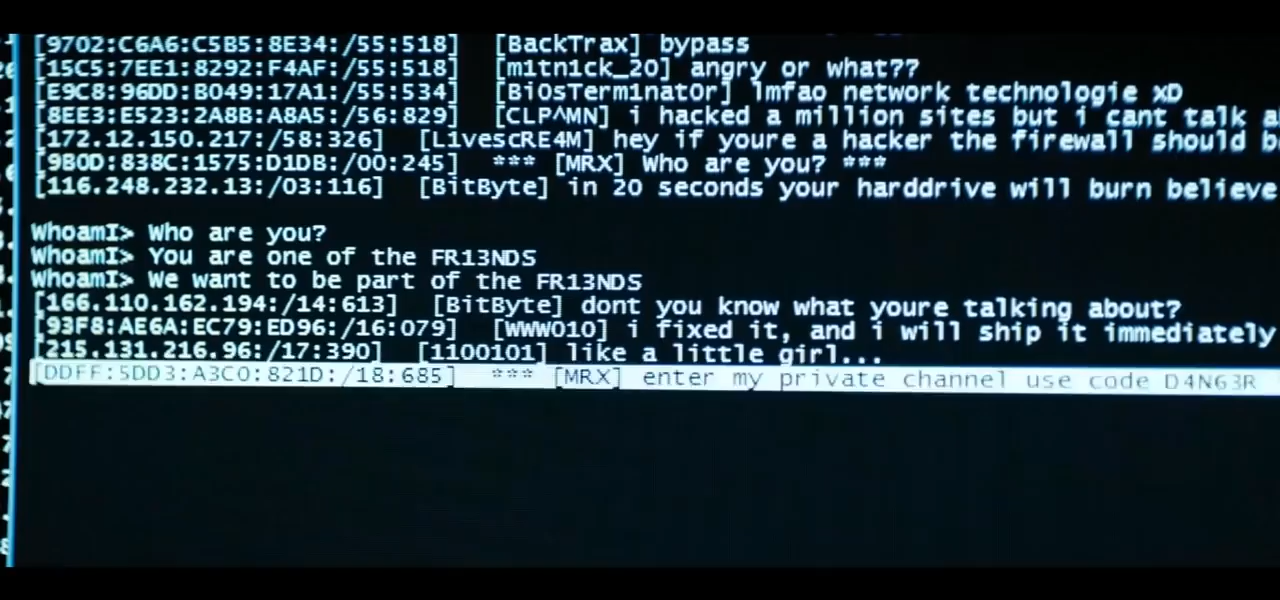 [9702:C6A6:C5B5:8E34:/55:518] [BackTrax] bypass
[15C5:7EE1:8292:F4AF:/55:518] [m1tn1ck_20] angry or what??
[E9C8:96DD:B049:17A1:/55:534] [Bi0sTerm1nat0r] lmfao network technologie xD
[8EE3:E523:2A8B:A8A5:/56:829] [CLP^MN] i hacked a million sites but i cant talk
[172.12.150.217:/58:326] [L1vescRE4M] hey if youre a hacker the firewall should
[9B0D:838C:1575:D1DB:/00:245] *** [MRX] Who are you? ***
[116.248.232.13:/03:116] [BitByte] in 20 seconds your harddrive will burn believe
WhoamI> Who are you?
WhoamI> You are one of the FR13NDS
WhoamI> We want to be part of the FR13NDS
[166.110.162.194:/14:613] [BitByte] dont you know what youre talking about?
[93F8:AE6A:EC79:ED96:/16:079] [WWW010] i fixed it, and i will ship it immediately
[215.131.216.96:/17:390] [1100101] like a little girl...
[DDFF:5DD3:A3C0:821D:/18:685] *** [MRX] enter my private channel use code D4N63R